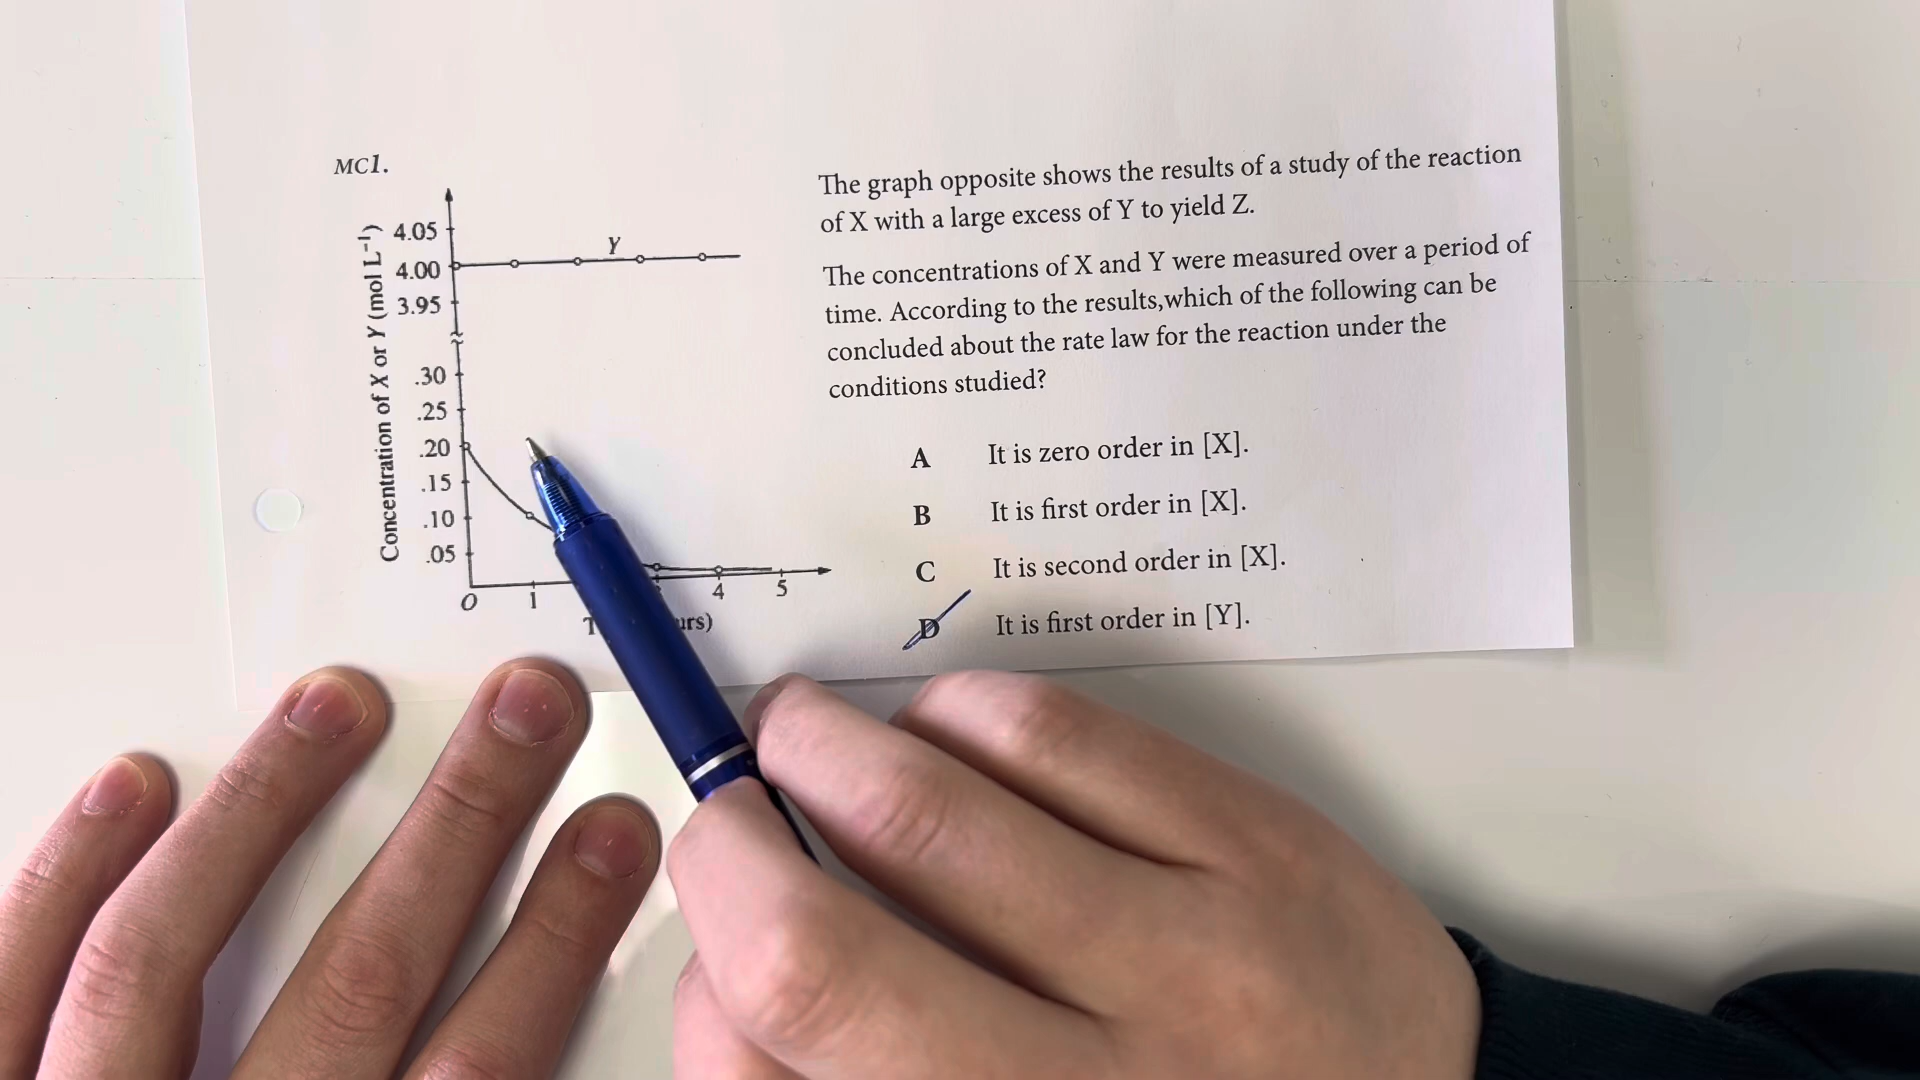 MC1.
Concentration of X or Y (mol L⁻¹)
4.05
4.00
3.95
.30
.25
.20
.15
.10
.05
Y
O 1 4 5
The graph opposite shows the results of a study of the reaction
of X with a large excess of Y to yield Z.
The concentrations of X and Y were measured over a period of
time. According to the results,which of the following can be
concluded about the rate law for the reaction under the
conditions studied?
A It is zero order in [X].
B It is first order in [X].
C It is second order in [X].
D It is first order in [Y].